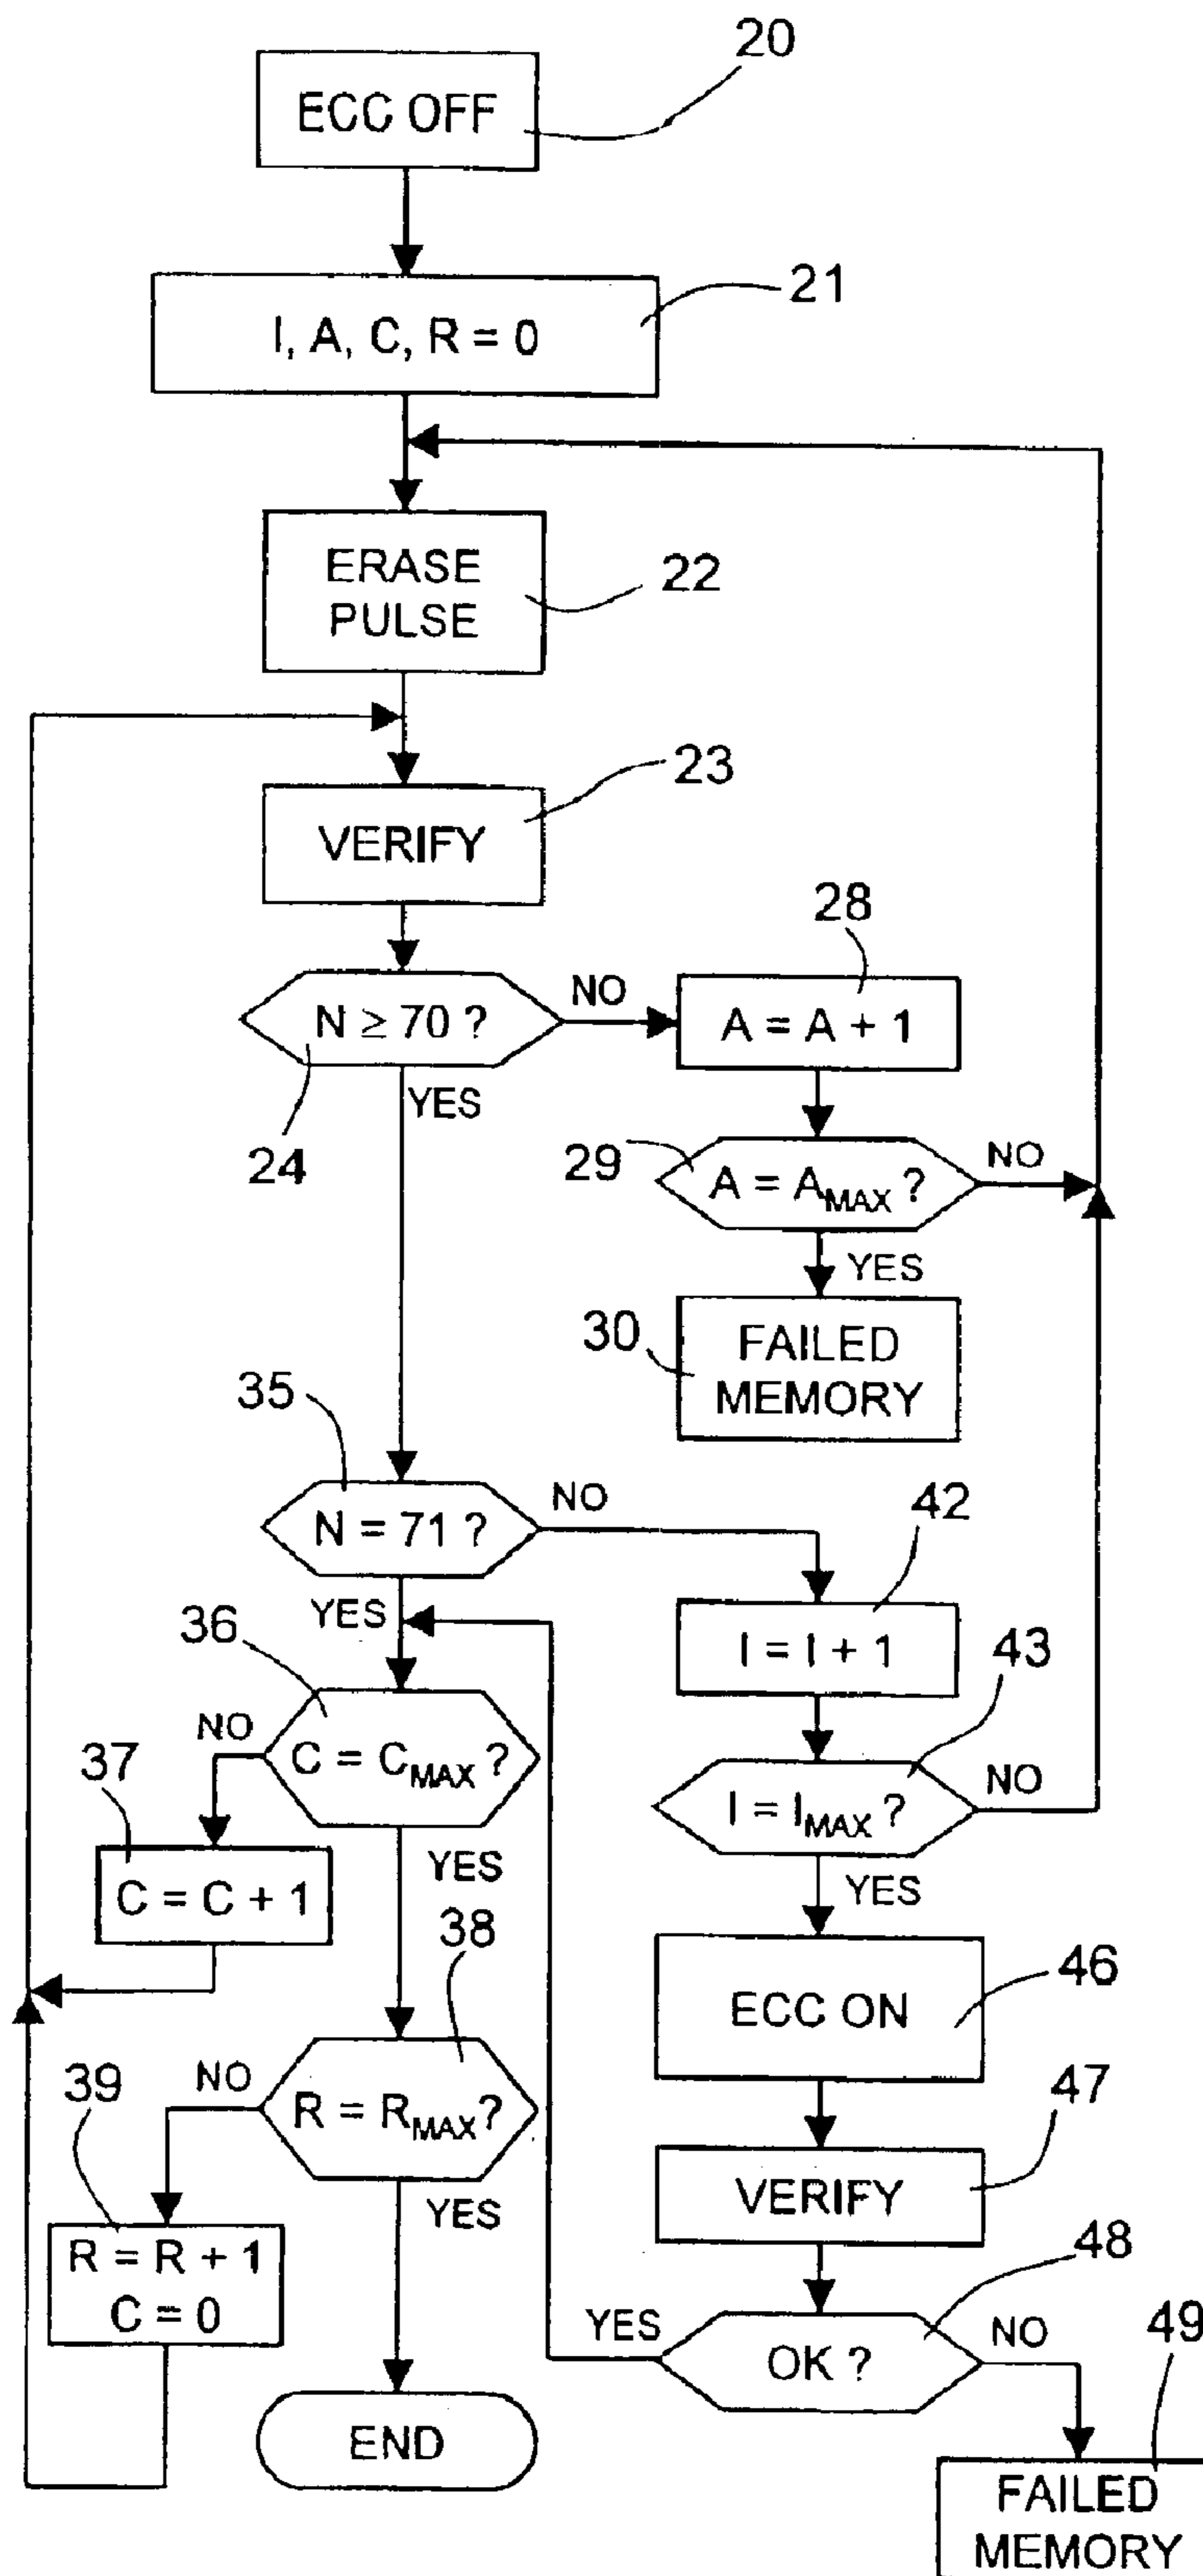 20
ECC OFF
21
I, A, C, R = 0
ERASE
PULSE
22
23
VERIFY
28
N ≥ 70 ?
NO
A = A + 1
24
YES
29
A = AMAX ?
NO
YES
30
FAILED
MEMORY
35
N = 71 ?
NO
42
YES
I = I + 1
36
43
NO
C = CMAX ?
37
I = IMAX ?
NO
C = C + 1
YES
YES
38
46
ECC ON
39
NO
R = RMAX?
47
YES
VERIFY
R = R + 1
C = 0
48
YES
OK ?
NO
49
END
FAILED
MEMORY